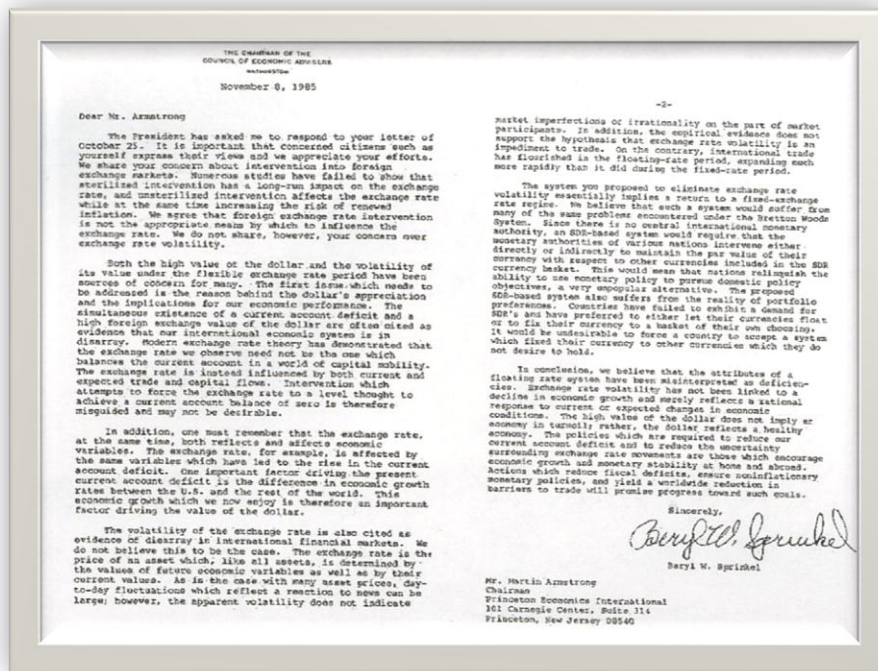 THE CHAIRMAN OF THE
COUNCIL OF ECONOMIC ADVISERS
WASHINGTON
November 8, 1985
Dear Mr. Armstrong
The President has asked me to respond to your letter of
October 25. It is important that concerned citizens such as
yourself express their views and we appreciate your efforts.
We share your concern about intervention into foreign
exchange markets. Numerous studies have failed to show that
sterilized intervention has a long-run impact on the exchange
rate, and unsterilized intervention affects the exchange rate
while at the same time increasing the risk of renewed
inflation. We agree that foreign exchange rate intervention
is not the appropriate means by which to influence the
exchange rate. We do not share, however, your concern over
exchange rate volatility.
Both the high value of the dollar and the volatility of
its value under the flexible exchange rate period have been
sources of concern for many. The first issue which needs to
be addressed is the reason behind the dollar's appreciation
and the implications for our economic performance. The
simultaneous existence of a current account deficit and a
high foreign exchange value of the dollar are often cited as
evidence that our international economic system is in
disarray. Modern exchange rate theory has demonstrated that
the exchange rate we observe need not be the one which
balances the current account in a world of capital mobility.
The exchange rate is instead influenced by both current and
expected trade and capital flows. Intervention which
attempts to force the exchange rate to a level thought to
achieve a current account balance of zero is therefore
misguided and may not be desirable.
In addition, one must remember that the exchange rate,
at the same time, both reflects and affects economic
variables. The exchange rate, for example, is affected by
the same variables which have led to the rise in the current
account deficit. One important factor driving the present
current account deficit is the difference in economic growth
rates between the U.S. and the rest of the world. This
economic growth which we now enjoy is therefore an important
factor driving the value of the dollar.
The volatility of the exchange rate is also cited as
evidence of disarray in international financial markets. We
do not believe this to be the case. The exchange rate is the
price of an asset which, like all assets, is determined by
the values of future economic variables as well as by their
current values. As is the case with many asset prices, day-
to-day fluctuations which reflect a reaction to news can be
large; however, the apparent volatility does not indicate
-2-
market imperfections or irrationality on the part of market
participants. In addition, the empirical evidence does not
support the hypothesis that exchange rate volatility is an
impediment to trade. On the contrary, international trade
has flourished in the floating-rate period, expanding much
more rapidly than it did during the fixed-rate period.
The system you proposed to eliminate exchange rate
volatility essentially implies a return to a fixed-exchange
rate regime. We believe that such a system would suffer from
many of the same problems encountered under the Bretton Woods
System. Since there is no central international monetary
authority, an SDR-based system would require that the
monetary authorities of various nations intervene either
directly or indirectly to maintain the par value of their
currency with respect to other currencies included in the SDR
currency basket. This would mean that nations relinquish the
ability to use monetary policy to pursue domestic policy
objectives, a very unpopular alternative. The proposed
SDR-based system also suffers from the reality of portfolio
preferences. Countries have failed to exhibit a demand for
SDR's and have preferred to either let their currencies float
or to fix their currency to a basket of their own choosing.
It would be undesirable to force a country to accept a system
which fixed their currency to other currencies which they do
not desire to hold.
In conclusion, we believe that the attributes of a
floating rate system have been misinterpreted as deficien-
cies. Exchange rate volatility has not been linked to a
decline in economic growth and merely reflects a rational
response to current or expected changes in economic
conditions. The high value of the dollar does not imply an
economy in turmoil; rather, the dollar reflects a healthy
economy. The policies which are required to reduce our
current account deficit and to reduce the uncertainty
surrounding exchange rate movements are those which encourage
economic growth and monetary stability at home and abroad.
Actions which reduce fiscal deficits, ensure noninflationary
monetary policies, and yield a worldwide reduction in
barriers to trade will promise progress toward such goals.
Sincerely,
Beryl W. Sprinkel
Beryl W. Sprinkel
Mr. Martin Armstrong
Chairman
Princeton Economics International
101 Carnegie Center, Suite 314
Princeton, New Jersey 08540